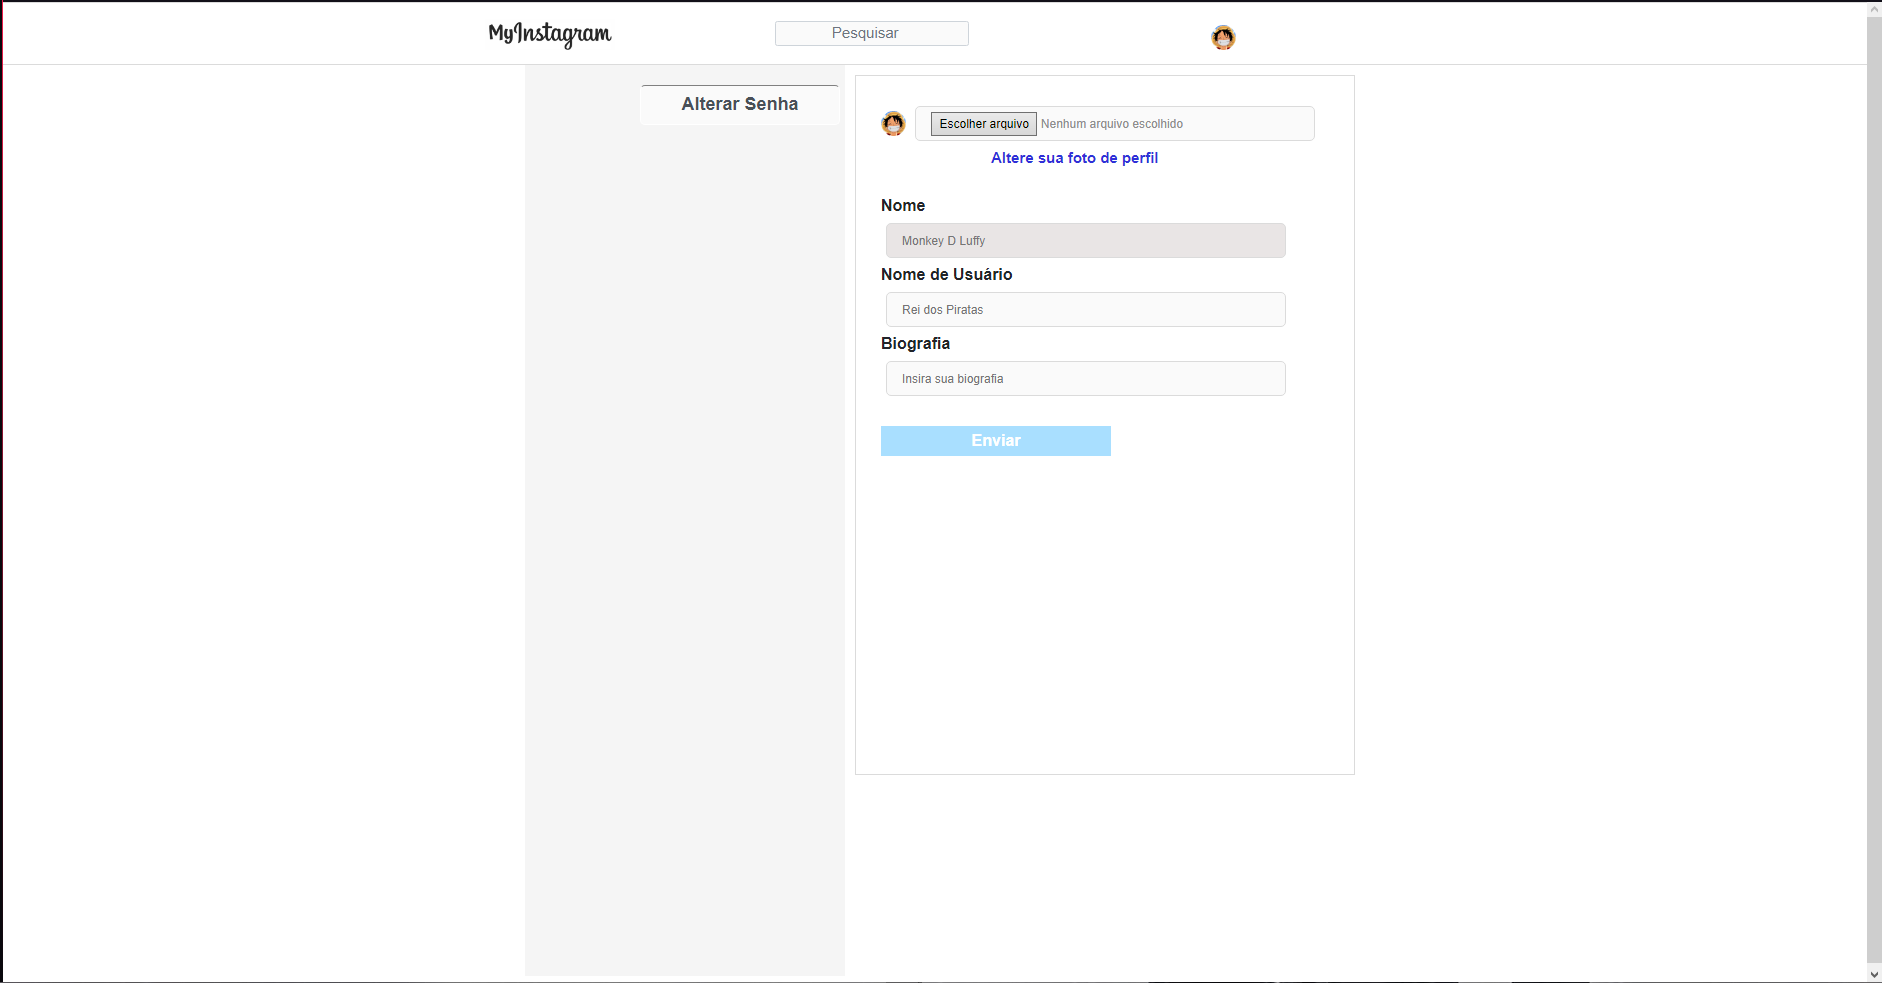 MyInstagram
Pesquisar
Alterar Senha
Escolher arquivo Nenhum arquivo escolhido
Altere sua foto de perfil
Nome
Monkey D Luffy
Nome de Usuário
Rei dos Piratas
Biografia
Insira sua biografia
Enviar